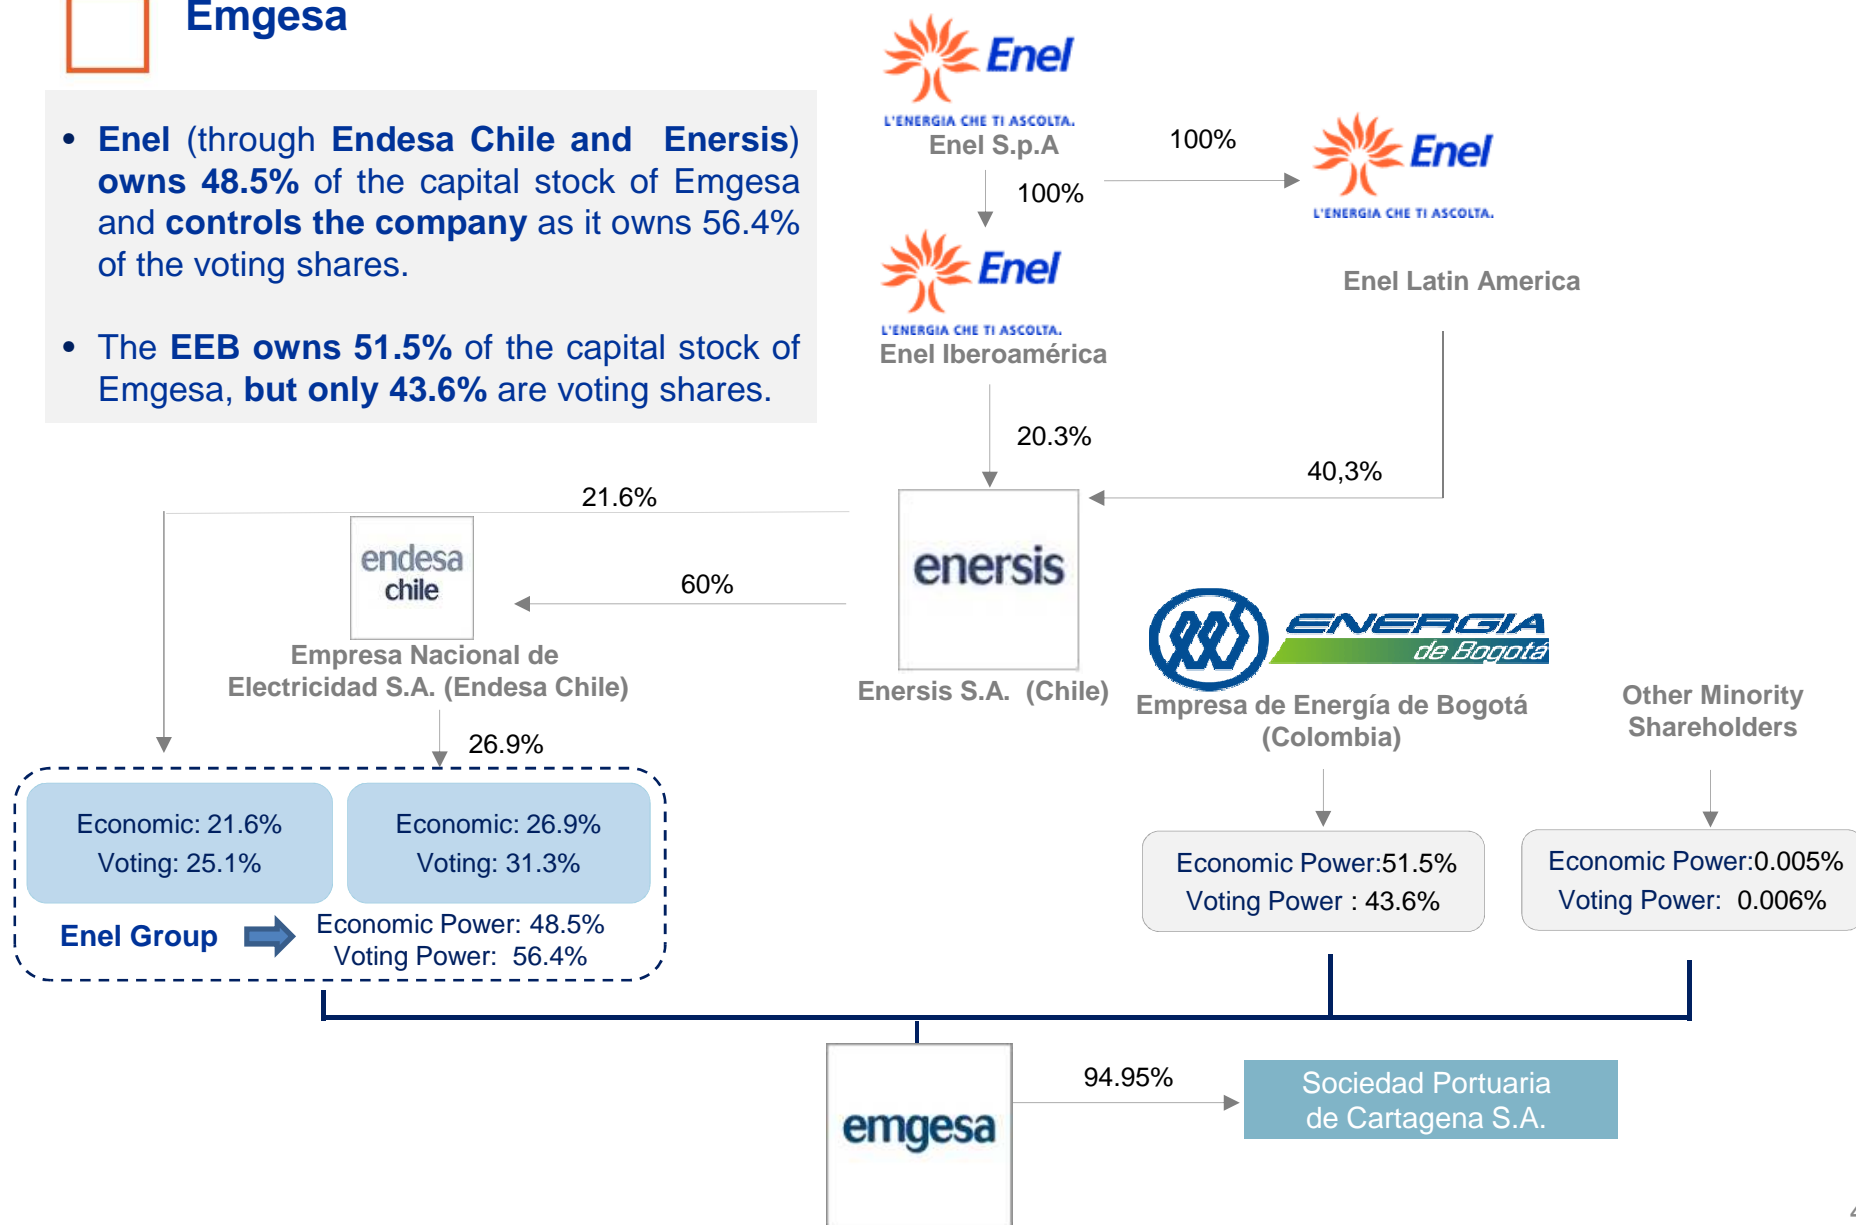 Emgesa
• Enel (through Endesa Chile and Enersis)
owns 48.5% of the capital stock of Emgesa
and controls the company as it owns 56.4%
of the voting shares.
• The EEB owns 51.5% of the capital stock of
Emgesa, but only 43.6% are voting shares.
Enel
L'ENERGIA CHE TI ASCOLTA.
Enel S.p.A
100%
100%
Enel
L'ENERGIA CHE TI ASCOLTA.
Enel Latin America
Enel
L'ENERGIA CHE TI ASCOLTA.
Enel Iberoamérica
20.3%
40,3%
21.6%
60%
endesa
chile
Empresa Nacional de
Electricidad S.A. (Endesa Chile)
26.9%
enersis
Enersis S.A. (Chile)
ENERGIA
de Bogotá
Empresa de Energía de Bogotá
(Colombia)
Other Minority
Shareholders
Economic: 21.6%
Voting: 25.1%
Economic: 26.9%
Voting: 31.3%
Enel Group
Economic Power: 48.5%
Voting Power: 56.4%
Economic Power:51.5%
Voting Power : 43.6%
Economic Power:0.005%
Voting Power: 0.006%
emgesa
94.95%
Sociedad Portuaria
de Cartagena S.A.